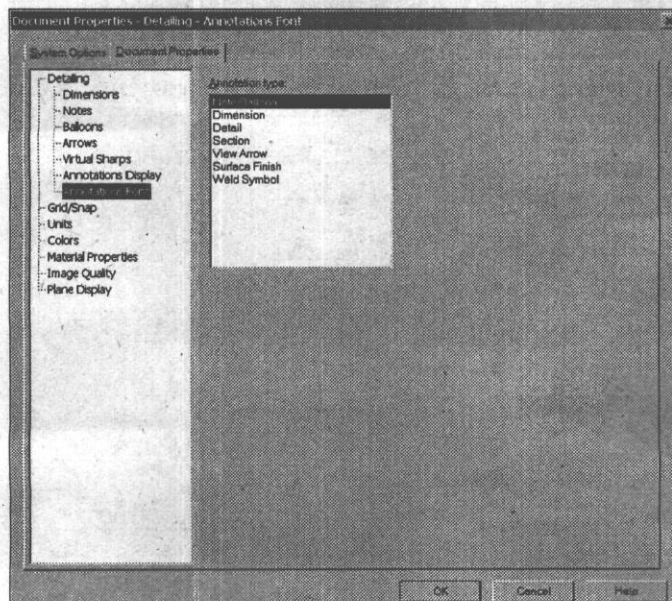 Document Properties - Detailing - Annotations Font
System Options Document Properties
Detailing
Dimensions
Notes
Balloons
Arrows
Virtual Sharps
Annotations Display
Annotations Font
Grid/Snap
Units
Colors
Material Properties
Image Quality
Plane Display
Annotation type:
Dimension
Detail
Section
View Arrow
Surface Finish
Weld Symbol
OK Cancel Help